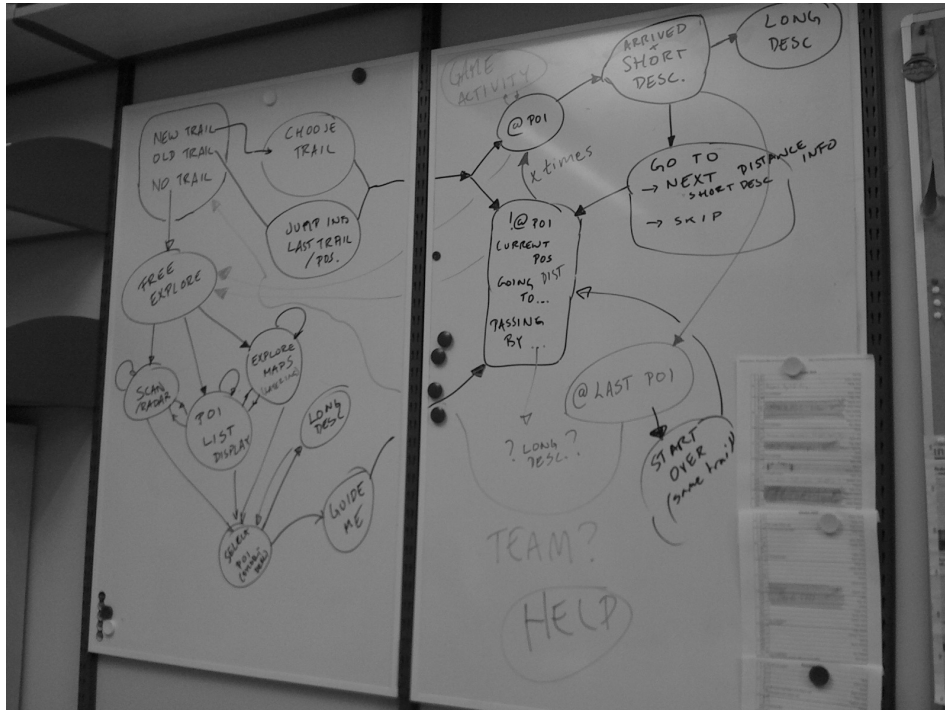 NEW TRAIL
OLD TRAIL
NO TRAIL
CHOOSE
TRAIL
JUMP INTO
LAST TRAIL
/POS.
FREE
EXPLORE
SCAN
/RADAR
POI
LIST
DISPLAY
EXPLORE
MAPS
LONG
DESC
SELECT
POI
GUIDE
ME
GAME
ACTIVITY
@ POI
ARRIVED
+
SHORT
DESC.
LONG
DESC
X times
GO TO
→ NEXT DISTANCE INFO
SHORT DESC
→ SKIP
!@ POI
CURRENT
POS
GOING DIST
TO...
PASSING
BY ...
@ LAST POI
? LONG ?
DESC.
START
OVER
(same trail)
TEAM?
HELP